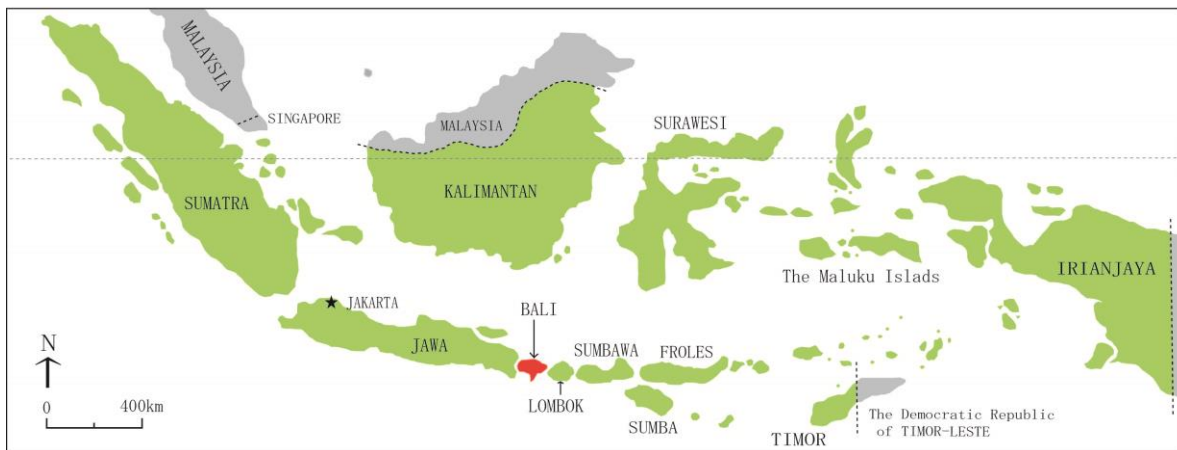 MALAYSIA
SINGAPORE
MALAYSIA
SURAWESI
SUMATRA
KALIMANTAN
The Maluku Islads
IRIANJAYA
JAKARTA
BALI
N
JAWA
SUMBAWA
FROLES
0 400km
LOMBOK
SUMBA
TIMOR
The Democratic Republic
of TIMOR-LESTE